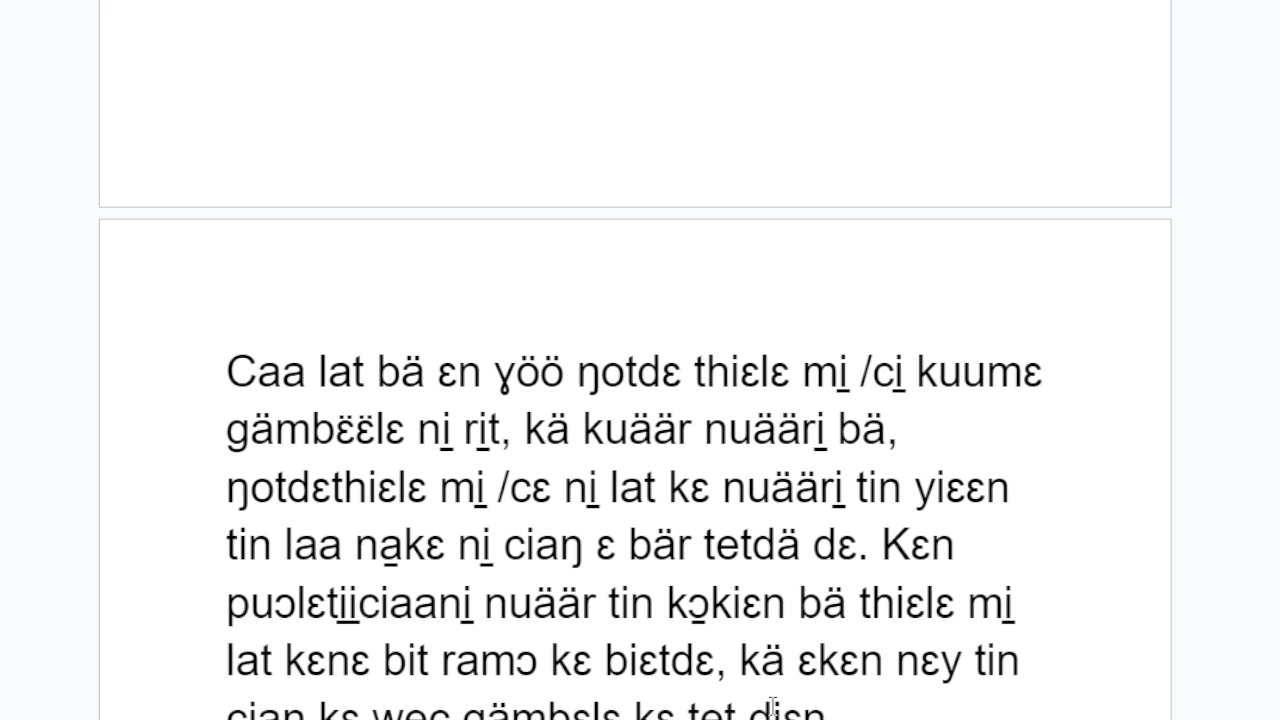 Caa lat bä ɛn ɣöö ŋotdɛ thiɛlɛ mi̱ /ci̱ kuumɛ
gämbɛ̈ɛ̈lɛ ni̱ ri̱t, kä kuäär nuääri̱ bä,
ŋotdɛthiɛlɛ mi̱ /cɛ ni̱ lat kɛ nuääri̱ tin yiɛɛn
tin laa na̱kɛ ni̱ ciaŋ ɛ bär tetdä dɛ. Kɛn
puɔlɛti̱i̱ciaani̱ nuäär tin kɔ̱kiɛn bä thiɛlɛ mi̱
lat kɛnɛ bit ramɔ kɛ biɛtdɛ, kä ɛkɛn nɛy tin